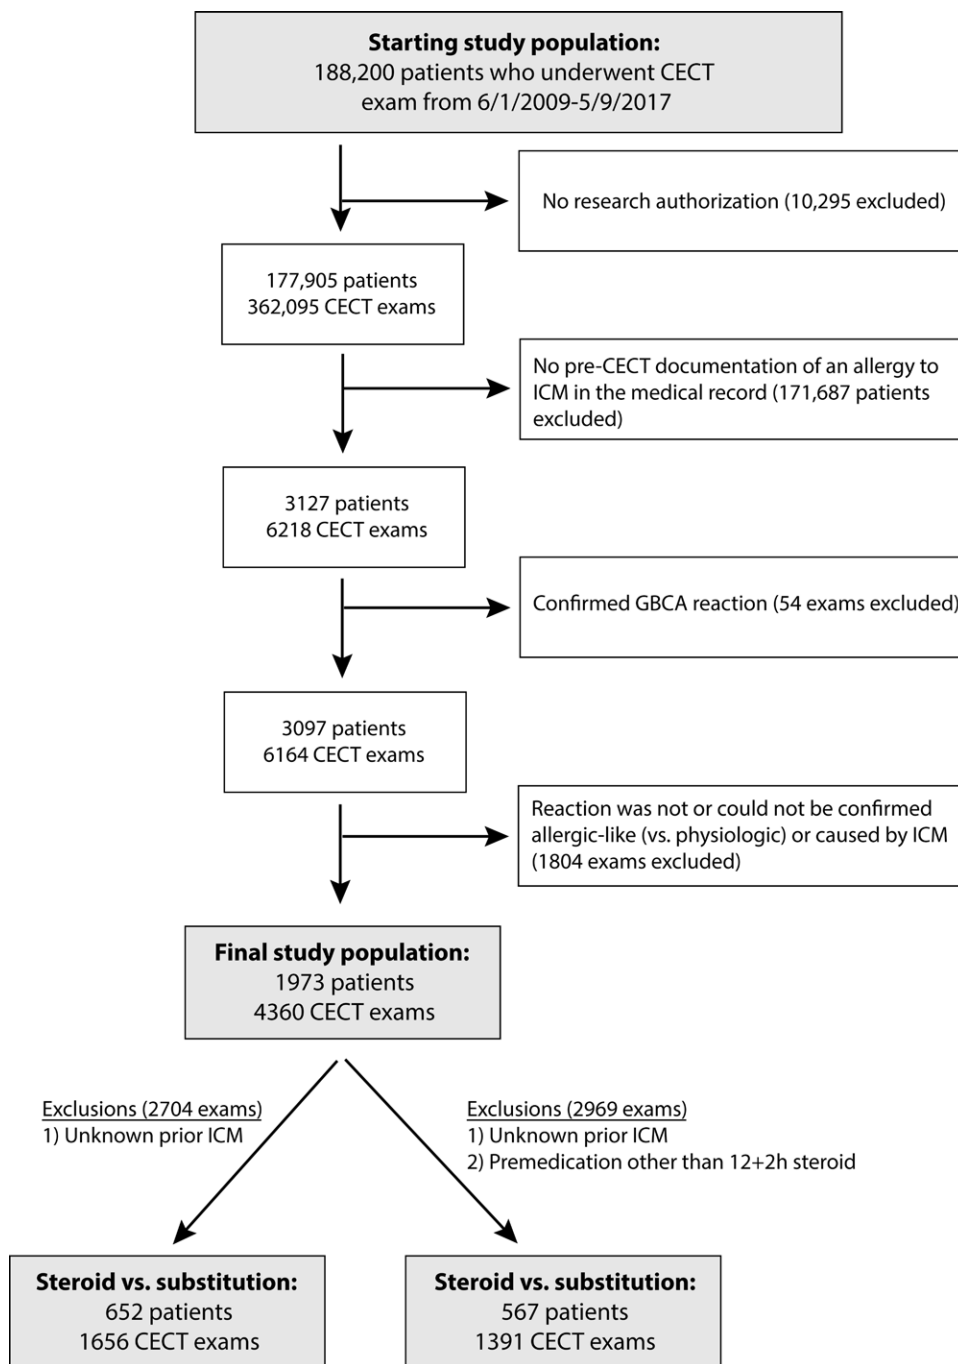 Starting study population:
188,200 patients who underwent CECT
exam from 6/1/2009-5/9/2017
No research authorization (10,295 excluded)
177,905 patients
362,095 CECT exams
No pre-CECT documentation of an allergy to
ICM in the medical record (171,687 patients
excluded)
3127 patients
6218 CECT exams
Confirmed GBCA reaction (54 exams excluded)
3097 patients
6164 CECT exams
Reaction was not or could not be confirmed
allergic-like (vs. physiologic) or caused by ICM
(1804 exams excluded)
Final study population:
1973 patients
4360 CECT exams
Exclusions (2704 exams)
1) Unknown prior ICM
Exclusions (2969 exams)
1) Unknown prior ICM
2) Premedication other than 12+2h steroid
Steroid vs. substitution:
652 patients
1656 CECT exams
Steroid vs. substitution:
567 patients
1391 CECT exams